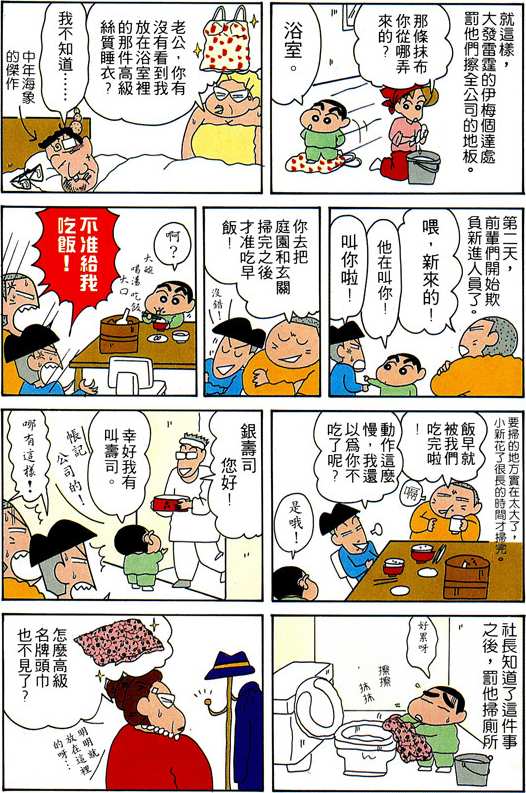 就這樣，
大發雷霆的伊梅個達處
罰他們擦全公司的地板。
那條抹布
你從哪弄
來的？
浴室。
老公，你有
沒有看到我
放在浴室裡
的那件高級
絲質睡衣？
我不知道……
中年海象
的傑作
第二天，
前輩們開始欺
負新進人員了。
喂，新來的！
他在叫你！
叫你啦！
你去把
庭園和玄關
掃完之後
才准吃早
飯！
沒錯！
啊？
大碗
喝湯吃飯
大口
不准給我
吃飯！
要掃的地方實在太大了，
小新花了很長的時間才掃完。
飯早就
被我們
吃完啦！
啊
動作這麼
慢，我還
以為你不
吃了呢？
是哦！
銀壽司
您好！
幸好我有
叫壽司。
帳記
公司的！
哪有這樣！
社長知道了這件事
之後，罰他掃廁所
好累呀
擦擦
抹抹
怎麼高級
名牌頭巾
也不見了？
明明就
放在這裡
的呀…